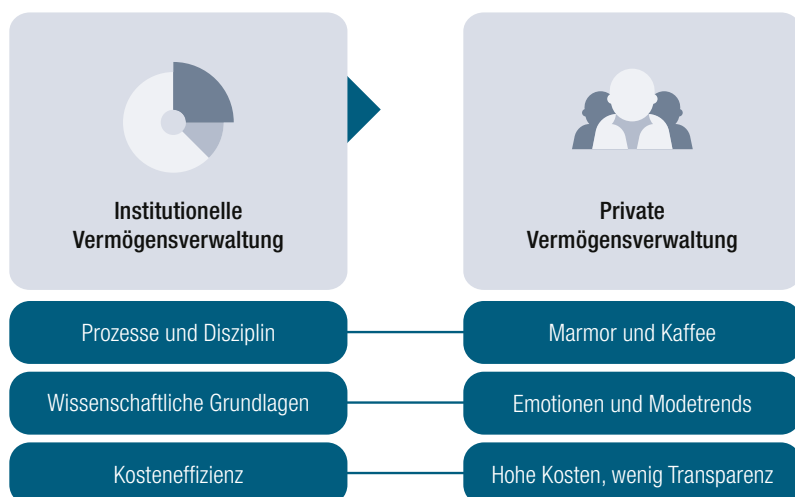 Institutionelle
Vermögensverwaltung
Private
Vermögensverwaltung
Prozesse und Disziplin
Marmor und Kaffee
Wissenschaftliche Grundlagen
Emotionen und Modetrends
Kosteneffizienz
Hohe Kosten, wenig Transparenz